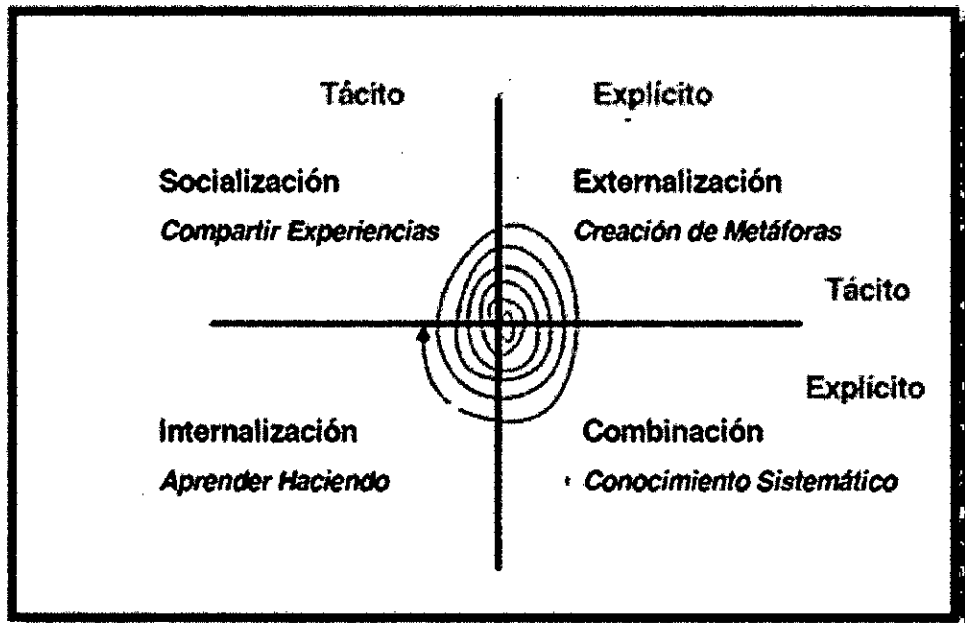 Tácito Explícito
Socialización Externalización
Compartir Experiencias Creación de Metáforas
Tácito
Explícito
Internalización Combinación
Aprender Haciendo Conocimiento Sistemático